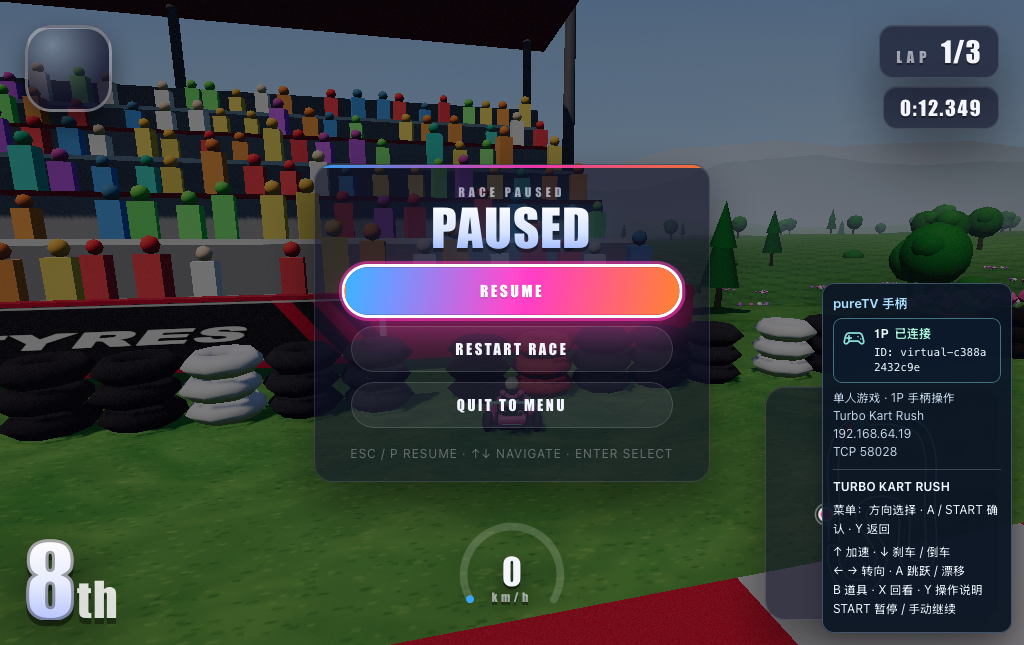 LAP 1/3
0:12.349
RACE PAUSED
PAUSED
RESUME
RESTART RACE
QUIT TO MENU
ESC / P RESUME · ↑↓ NAVIGATE · ENTER SELECT
TYRES
8th
0
km/h
pureTV 手柄
1P 已连接
ID: virtual-c388a
2432c9e
单人游戏 · 1P 手柄操作
Turbo Kart Rush
192.168.64.19
TCP 58028
TURBO KART RUSH
菜单: 方向选择 · A / START 确
认 · Y 返回
↑ 加速 · ↓ 刹车 / 倒车
← → 转向 · A 跳跃 / 漂移
B 道具 · X 回看 · Y 操作说明
START 暂停 / 手动继续